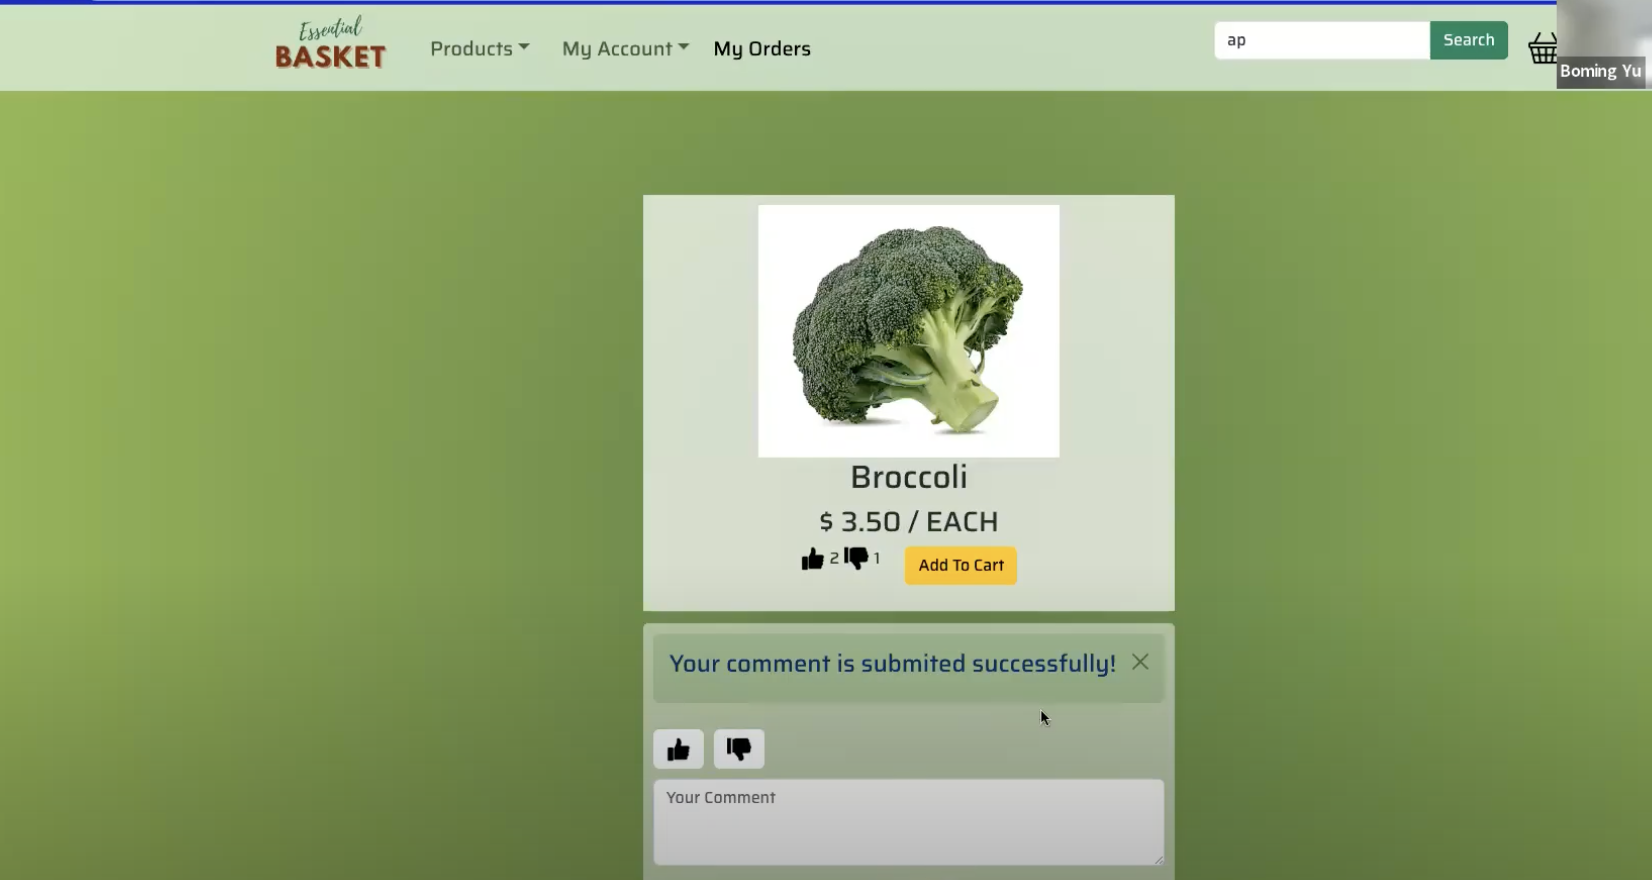 Essential
BASKET
Products
My Account
My Orders
ap
Search
Boming Yu
Broccoli
$ 3.50 / EACH
2
1
Add To Cart
Your comment is submited successfully!
Your Comment